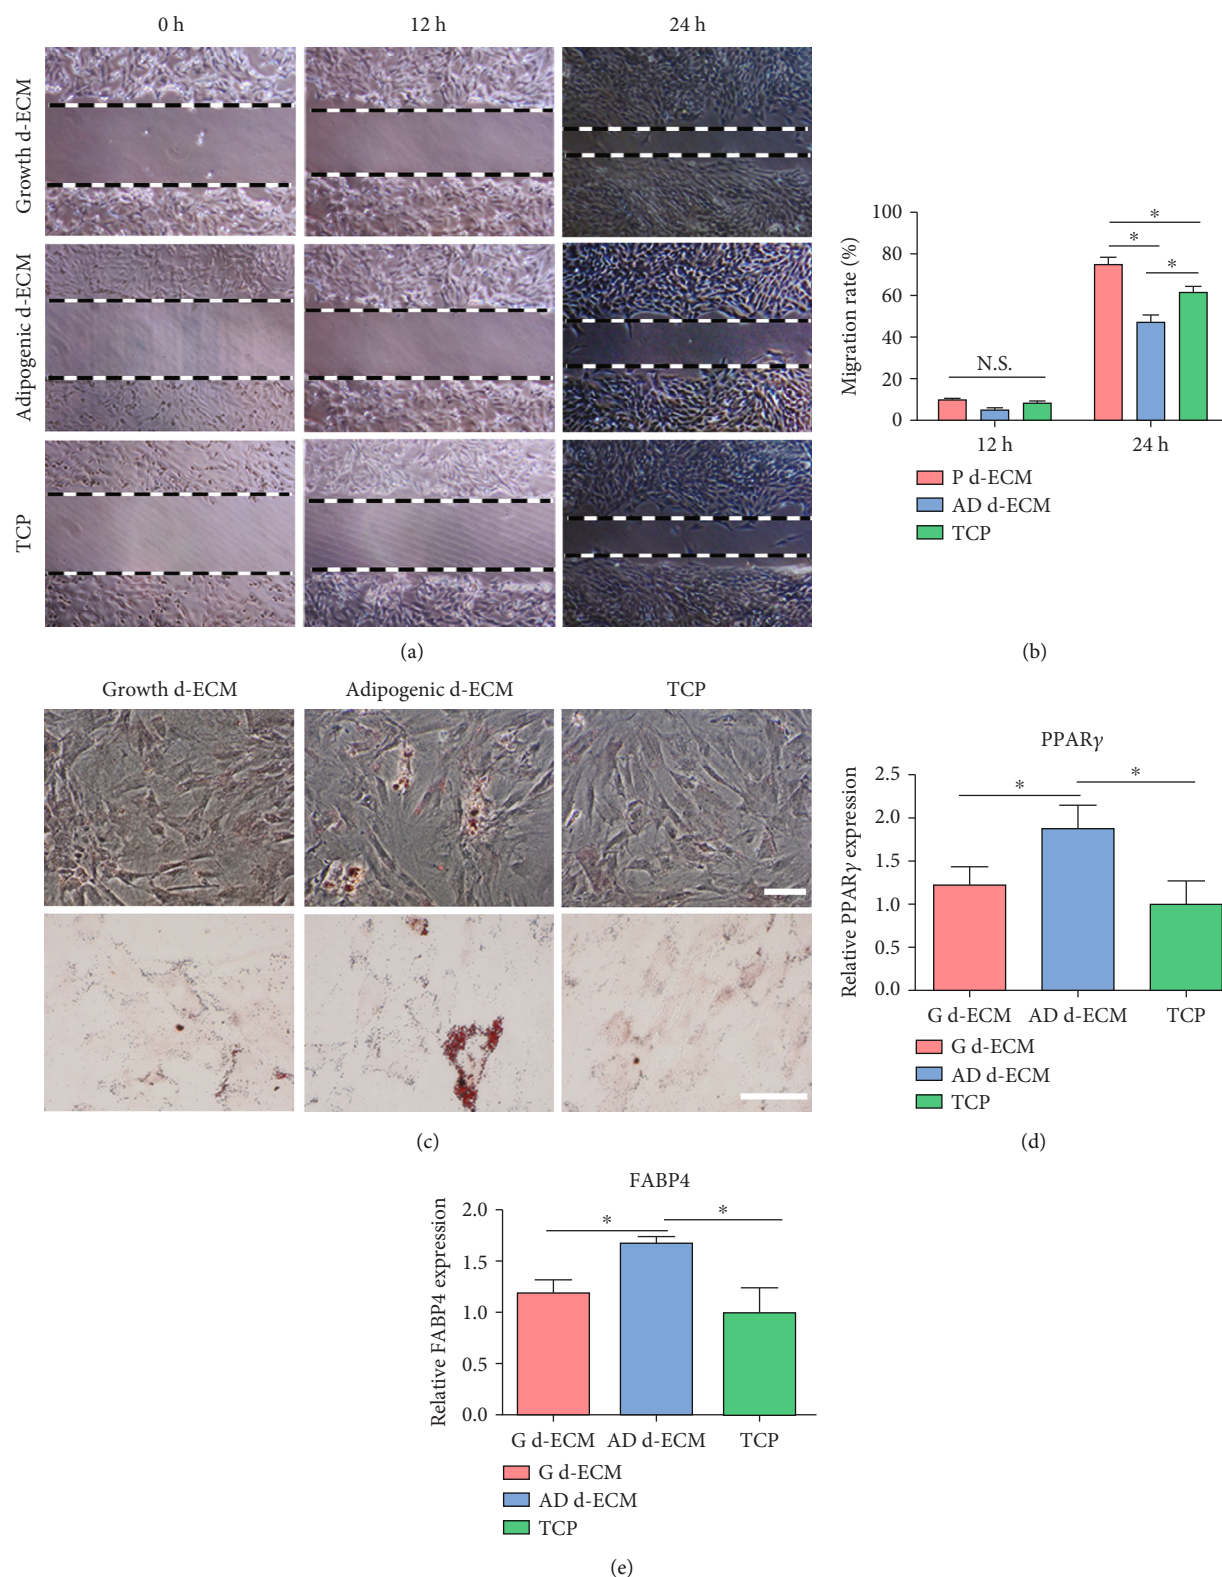 0 h
12 h
24 h
Growth d-ECM
Adipogenic d-ECM
TCP
(a)
100
80
60
40
20
0
Migration rate (%)
N.S.
*
*
*
12 h
24 h
P d-ECM
AD d-ECM
TCP
(b)
Growth d-ECM
Adipogenic d-ECM
TCP
(c)
PPARγ
2.5
2.0
1.5
1.0
0.5
0.0
Relative PPARγ expression
*
*
G d-ECM
AD d-ECM
TCP
G d-ECM
AD d-ECM
TCP
(d)
FABP4
2.0
1.5
1.0
0.5
0.0
Relative FABP4 expression
*
*
G d-ECM
AD d-ECM
TCP
G d-ECM
AD d-ECM
TCP
(e)